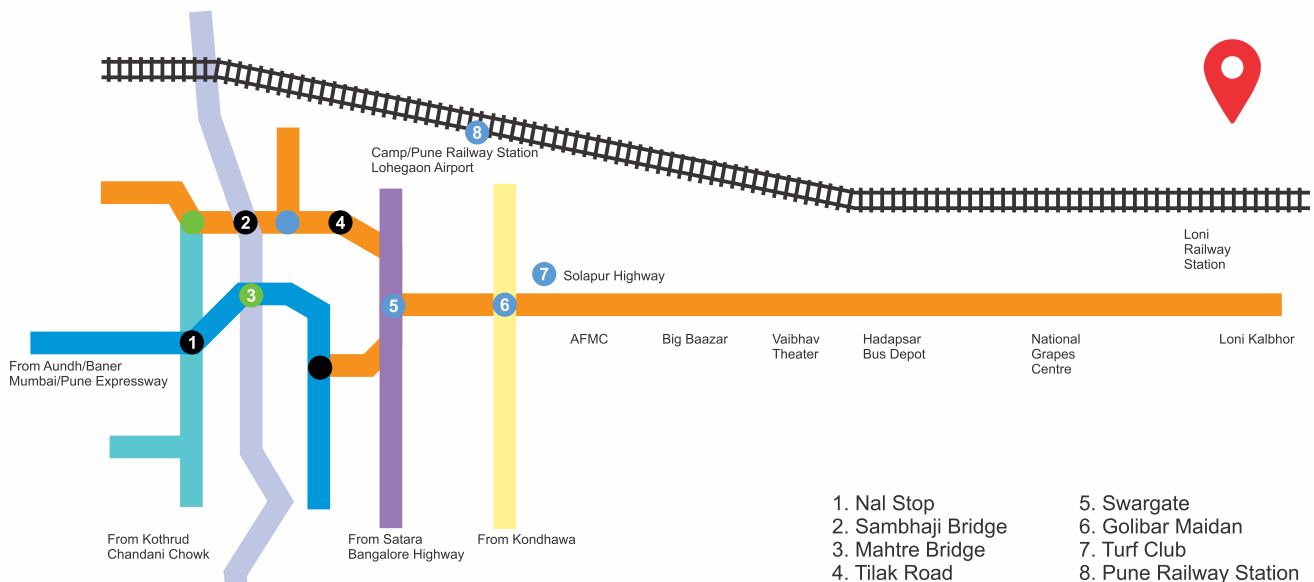 8
Camp/Pune Railway Station
Lohegaon Airport
2
4
Loni
Railway
Station
7
Solapur Highway
3
5
6
1
AFMC
Big Baazar
Vaibhav
Theater
Hadapsar
Bus Depot
National
Grapes
Centre
Loni Kalbhor
From Aundh/Baner
Mumbai/Pune Expressway
From Kothrud
Chandani Chowk
From Satara
Bangalore Highway
From Kondhawa
1. Nal Stop
2. Sambhaji Bridge
3. Mahtre Bridge
4. Tilak Road
5. Swargate
6. Golibar Maidan
7. Turf Club
8. Pune Railway Station